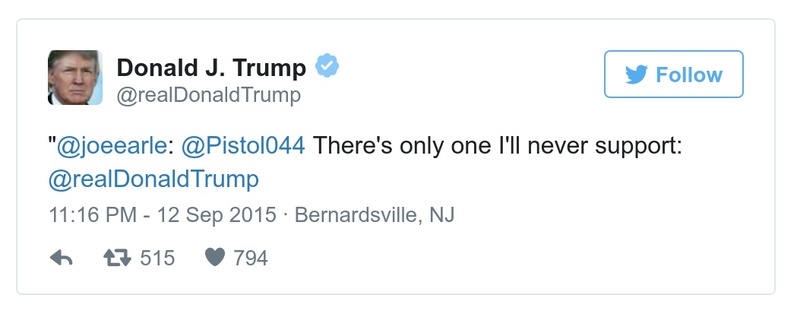 Donald J. Trump
@realDonaldTrump
Follow
"@joeearle: @Pistol044 There's only one I'll never support:
@realDonaldTrump
11:16 PM - 12 Sep 2015 · Bernardsville, NJ
515 794